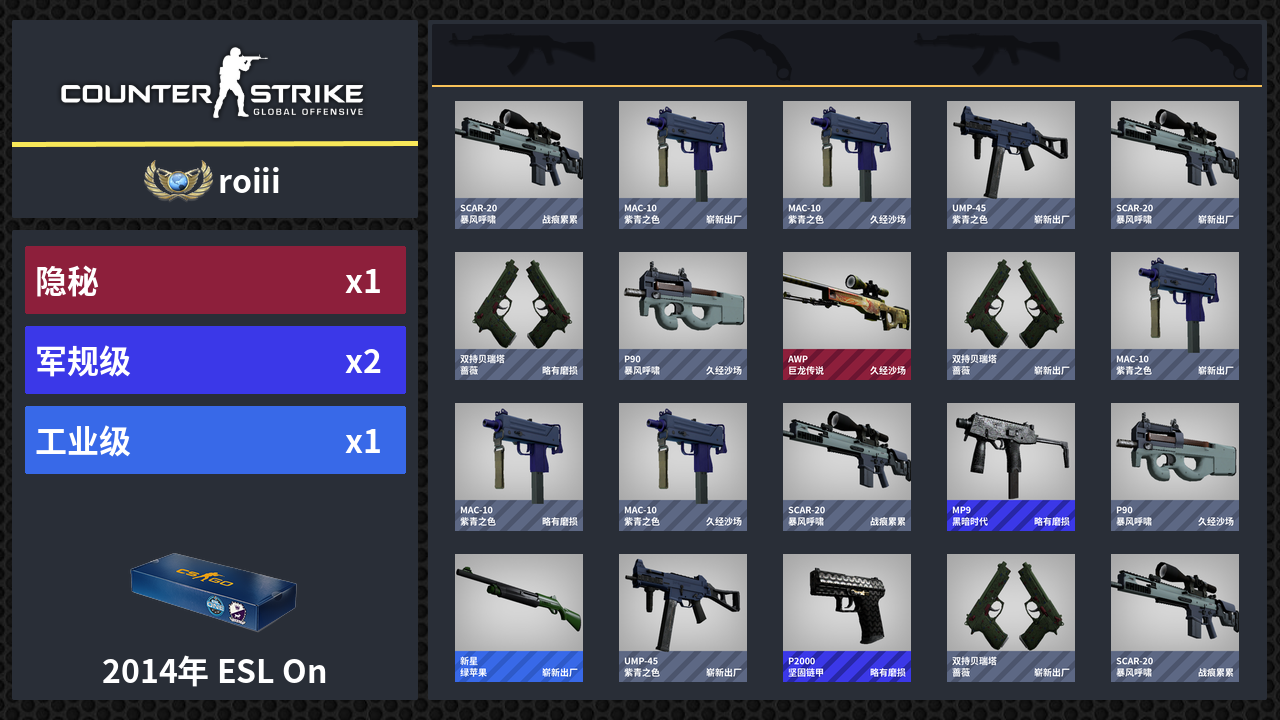 COUNTER STRIKE
GLOBAL OFFENSIVE
roiii
隐秘 x1
军规级 x2
工业级 x1
CS GO
2014年 ESL On
SCAR-20
暴风呼啸 战痕累累
MAC-10
紫青之色 崭新出厂
MAC-10
紫青之色 久经沙场
UMP-45
紫青之色 崭新出厂
SCAR-20
暴风呼啸 崭新出厂
双持贝瑞塔
蔷薇 略有磨损
P90
暴风呼啸 久经沙场
AWP
巨龙传说 久经沙场
双持贝瑞塔
蔷薇 崭新出厂
MAC-10
紫青之色 崭新出厂
MAC-10
紫青之色 略有磨损
MAC-10
紫青之色 久经沙场
SCAR-20
暴风呼啸 战痕累累
MP9
黑暗时代 略有磨损
P90
暴风呼啸 久经沙场
新星
绿苹果 崭新出厂
UMP-45
紫青之色 崭新出厂
P2000
坚固链甲 略有磨损
双持贝瑞塔
蔷薇 崭新出厂
SCAR-20
暴风呼啸 战痕累累